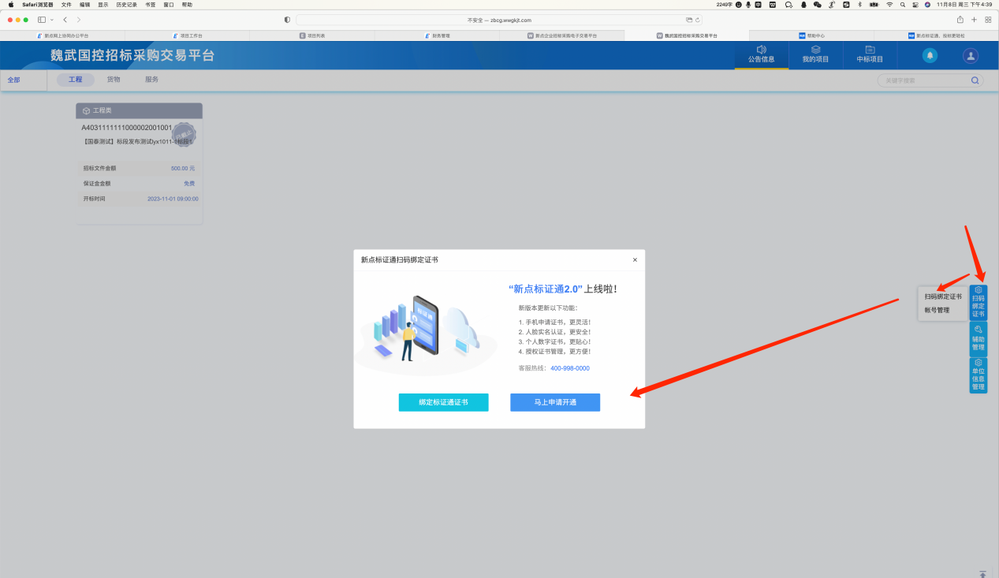 Safari浏览器 文件 编辑 显示 历史记录 书签 窗口 帮助
2249字
11月8日 周三 下午4:39
不安全 — zbcg.wwgkjt.com
新点网上协同办公平台
项目工作台
项目列表
财务管理
新点企业招标采购电子交易平台
魏武国控招标采购交易平台
帮助中心
新点标证通，投标更轻松
魏武国控招标采购交易平台
公告信息
我的项目
中标项目
全部
工程
货物
服务
关键字搜索
工程类
A4031111111000002001001
【国泰测试】标段发布测试lyx1011-1标段1
招标文件金额 500.00 元
保证会金额 免费
开标时间 2023-11-01 09:00:00
新点标证通扫码绑定证书
×
“新点标证通2.0”上线啦！
新版本更新以下功能：
1. 手机申请证书，更灵活！
2. 人脸实名认证，更安全！
3. 个人数字证书，更贴心！
4. 授权证书管理，更方便！
客服热线： 400-998-0000
标证通
绑定标证通证书
马上申请开通
扫码绑定证书
帐号管理
扫码
绑定
证书
辅助
管理
单位
信息
管理